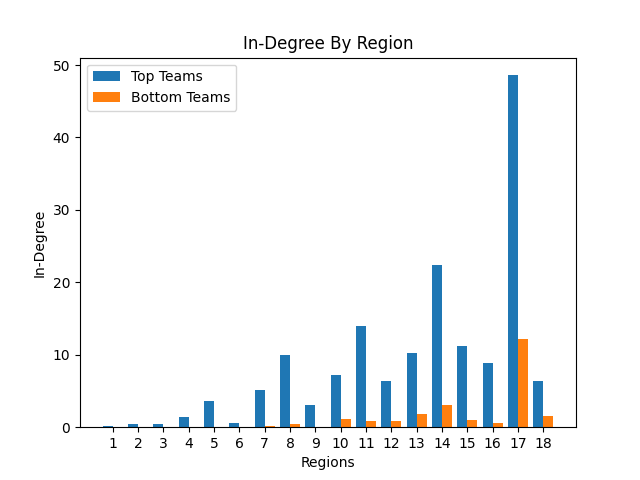 In-Degree By Region
Top Teams
Bottom Teams
50
40
30
20
10
0
In-Degree
1 2 3 4 5 6 7 8 9 10 11 12 13 14 15 16 17 18
Regions